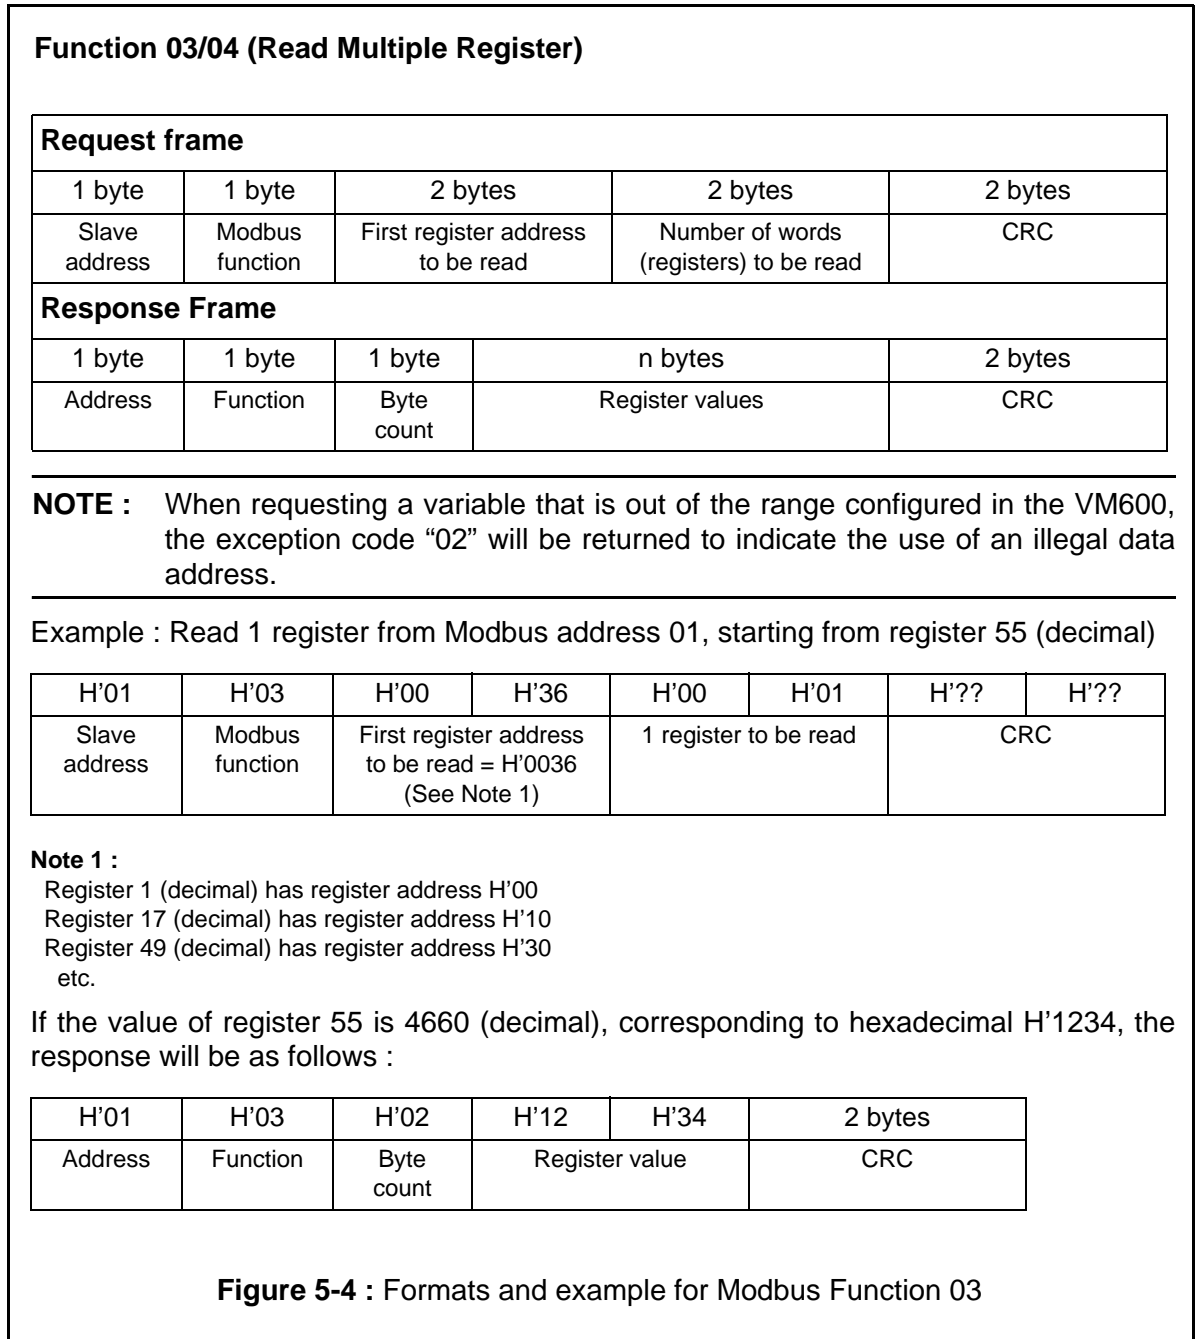 Function 03/04 (Read Multiple Register)
Request frame
1 byte 1 byte 2 bytes 2 bytes 2 bytes
Slave address Modbus function First register address to be read Number of words (registers) to be read CRC
Response Frame
1 byte 1 byte 1 byte n bytes 2 bytes
Address Function Byte count Register values CRC
NOTE : When requesting a variable that is out of the range configured in the VM600,
the exception code “02” will be returned to indicate the use of an illegal data
address.
Example : Read 1 register from Modbus address 01, starting from register 55 (decimal)
H’01 H’03 H’00 H’36 H’00 H’01 H’?? H’??
Slave address Modbus function First register address to be read = H’0036 (See Note 1) 1 register to be read CRC
Note 1 :
Register 1 (decimal) has register address H’00
Register 17 (decimal) has register address H’10
Register 49 (decimal) has register address H’30
etc.
If the value of register 55 is 4660 (decimal), corresponding to hexadecimal H’1234, the
response will be as follows :
H’01 H’03 H’02 H’12 H’34 2 bytes
Address Function Byte count Register value CRC
Figure 5-4 : Formats and example for Modbus Function 03